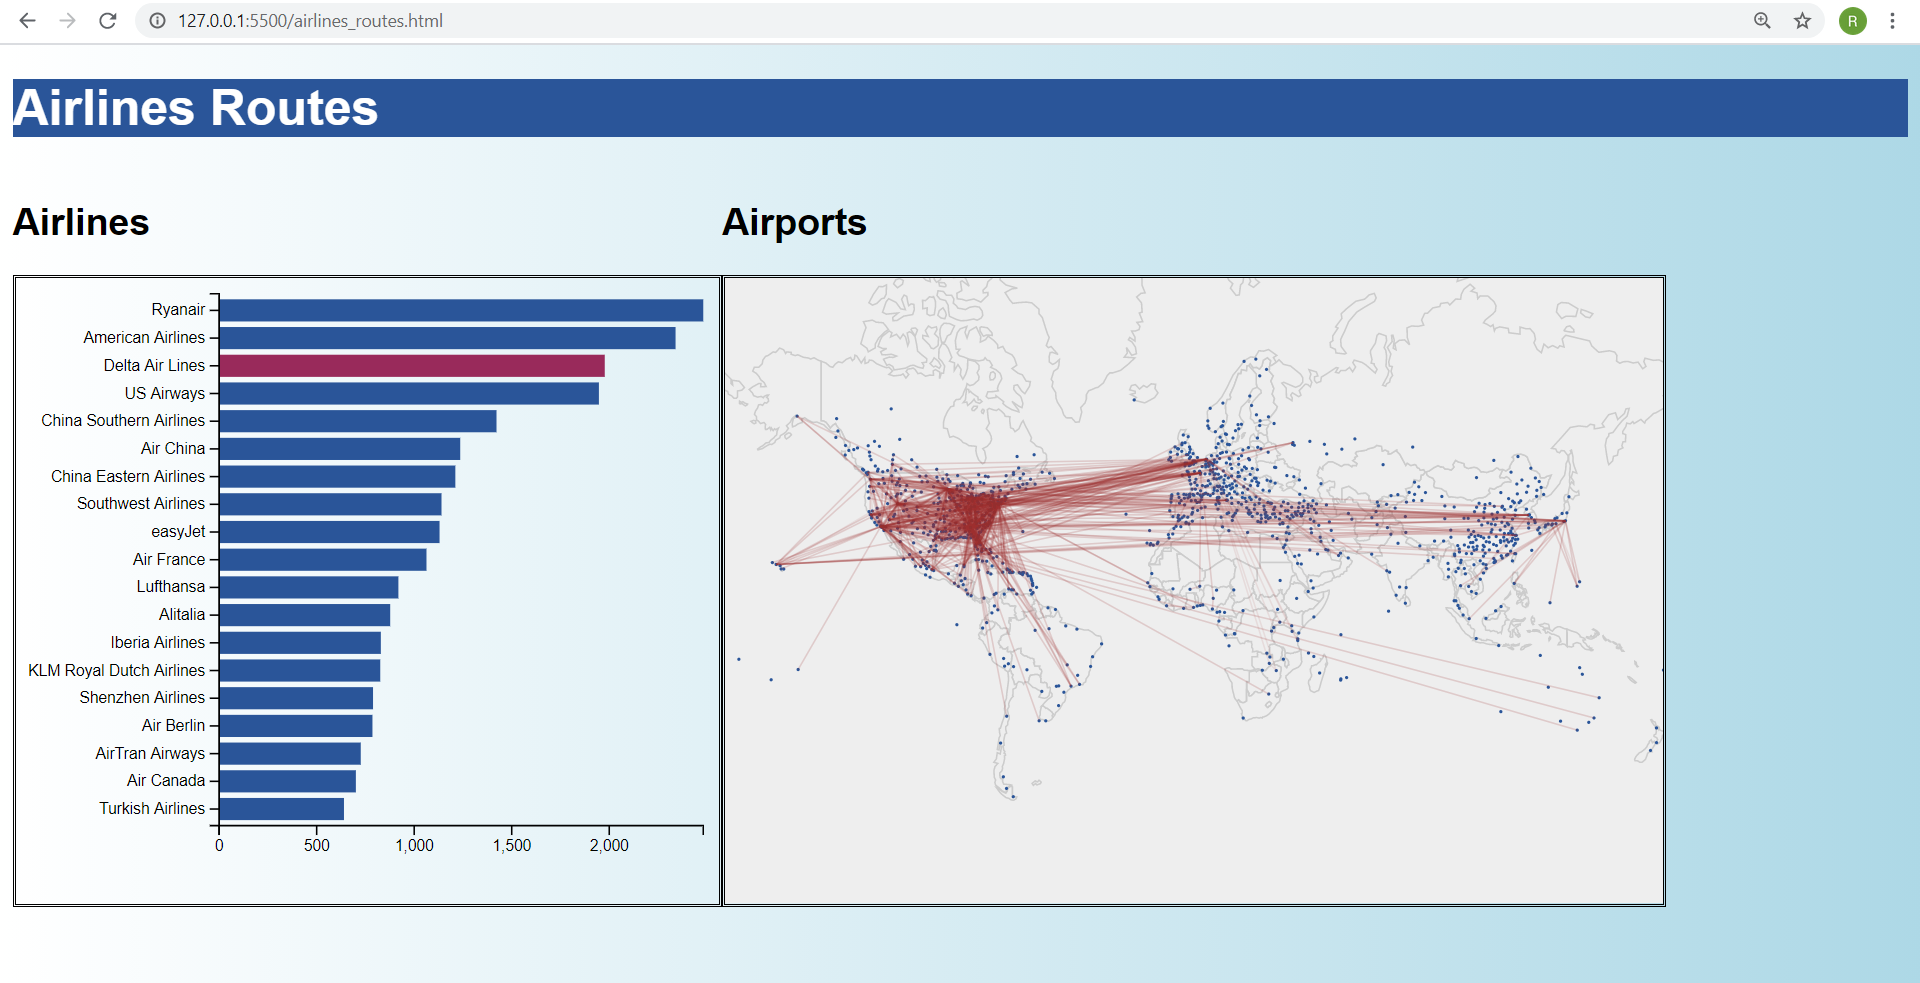 127.0.0.1:5500/airlines_routes.html
R
Airlines Routes
Airlines
Airports
Ryanair
American Airlines
Delta Air Lines
US Airways
China Southern Airlines
Air China
China Eastern Airlines
Southwest Airlines
easyJet
Air France
Lufthansa
Alitalia
Iberia Airlines
KLM Royal Dutch Airlines
Shenzhen Airlines
Air Berlin
AirTran Airways
Air Canada
Turkish Airlines
0 500 1,000 1,500 2,000